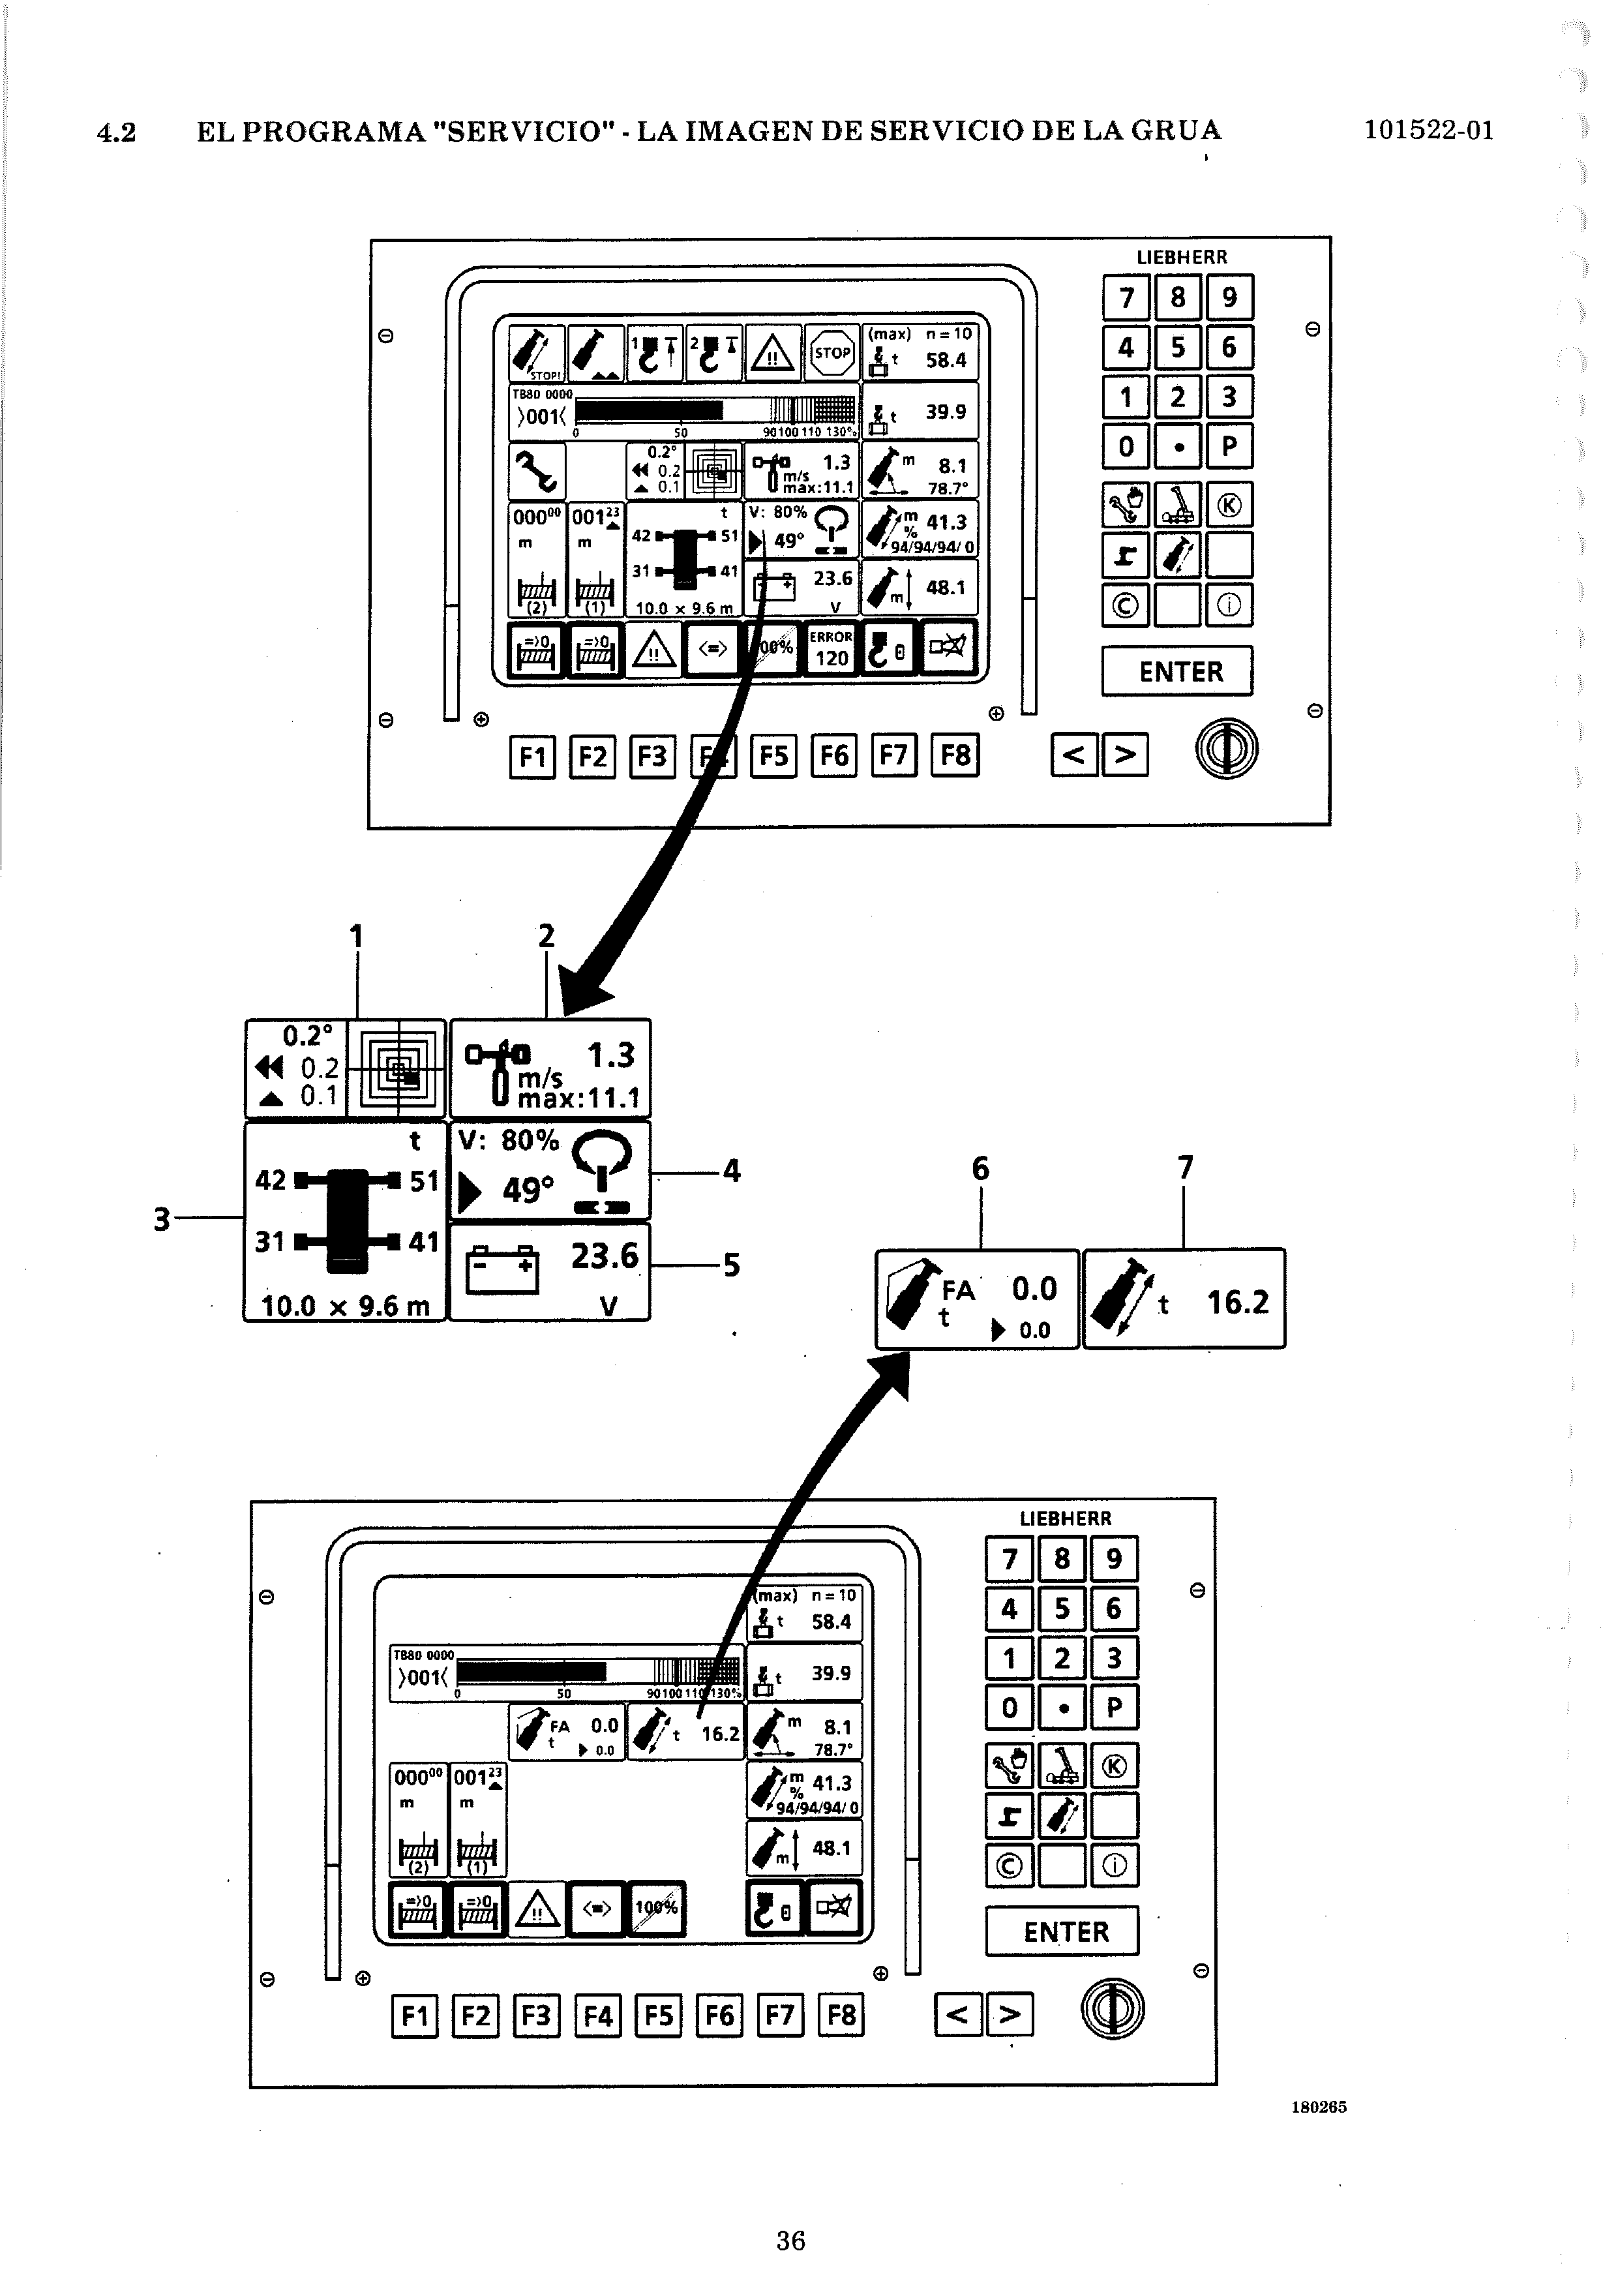 4.2 EL PROGRAMA "SERVICIO" - LA IMAGEN DE SERVICIO DE LA GRUA 101522-01
LIEBHERR
7 8 9
4 5 6
1 2 3
0 • P
K
C i
ENTER
STOP!
1
2
!!
STOP
(max) n = 10
t 58.4
TB80 0000
>001<
0 50 90 100 110 130%
t 39.9
0.2°
0.2
0.1
1.3
m/s
max:11.1
m 8.1
78.7°
000 00
m
(2)
001 23
m
(1)
t
42 51
31 41
10.0 x 9.6 m
V: 80%
49°
23.6
V
m 41.3
%
94/94/94/ 0
m 48.1
=>0
=>0
!!
<=>
00%
ERROR
120
0
F1 F2 F3 F5 F6 F7 F8
< >
1 2
0.2°
0.2
0.1
1.3
m/s
max:11.1
3
t
42 51
31 41
10.0 x 9.6 m
V: 80%
49°
4
- +
23.6
V
5
6 7
FA 0.0
t 0.0
t 16.2
LIEBHERR
7 8 9
4 5 6
1 2 3
0 • P
K
C i
ENTER
(max) n = 10
t 58.4
TB80 0000
>001<
0 50 90 100 110 130%
t 39.9
FA 0.0
t 0.0
t 16.2
m 8.1
78.7°
000 00
m
(2)
001 23
m
(1)
m 41.3
%
94/94/94/ 0
m 48.1
=>0
=>0
!!
<=>
100%
0
F1 F2 F3 F4 F5 F6 F7 F8
< >
180265
36